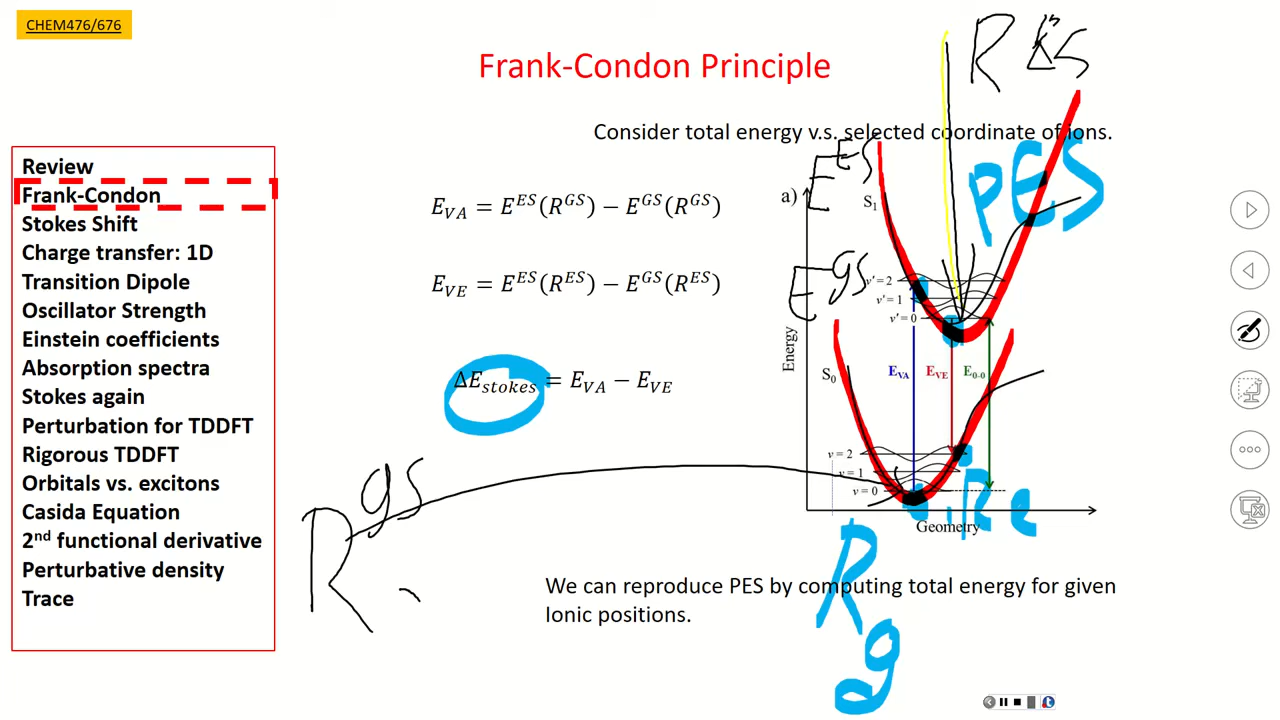 CHEM476/676
Frank-Condon Principle
Consider total energy v.s. selected coordinate of ions.
Review
Frank-Condon
Stokes Shift
Charge transfer: 1D
Transition Dipole
Oscillator Strength
Einstein coefficients
Absorption spectra
Stokes again
Perturbation for TDDFT
Rigorous TDDFT
Orbitals vs. excitons
Casida Equation
2nd functional derivative
Perturbative density
Trace
E_VA = E^ES(R^GS) − E^GS(R^GS)
E_VE = E^ES(R^ES) − E^GS(R^ES)
ΔE_stokes = E_VA − E_VE
R^gs
a)
E^ES
PES
S₁
E^gs
v' = 2
v' = 1
v' = 0
Energy
E_VA
E_VE
E_0-0
S₀
v = 2
v = 1
v = 0
Re
Geometry
Rg
We can reproduce PES by computing total energy for given
Ionic positions.